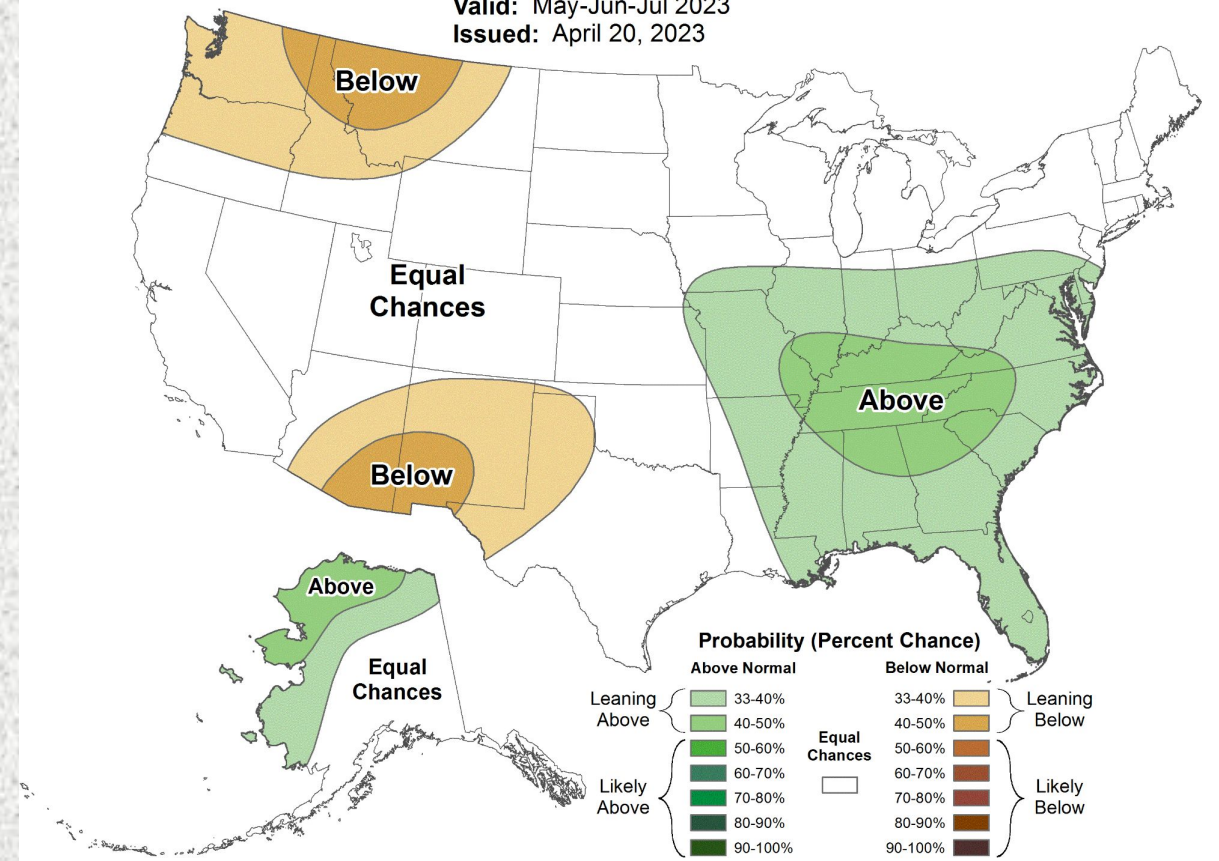 Valid: May-Jun-Jul 2023
Issued: April 20, 2023
Below
Equal
Chances
Above
Below
Above
Equal
Chances
Probability (Percent Chance)
Above Normal
Below Normal
Leaning
Above
33-40%
40-50%
50-60%
60-70%
70-80%
80-90%
90-100%
Likely
Above
Equal
Chances
33-40%
40-50%
50-60%
60-70%
70-80%
80-90%
90-100%
Leaning
Below
Likely
Below